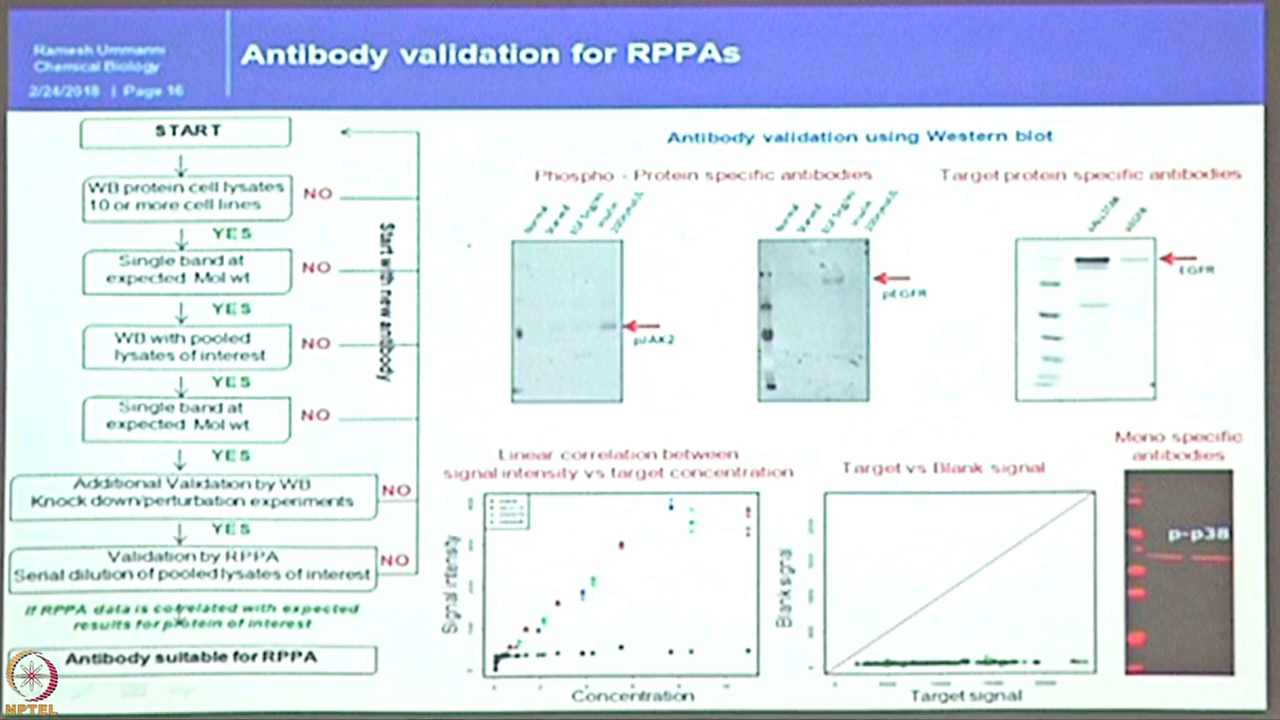 Ramesh Ummanni
Chemical Biology
2/24/2018 | Page 16
Antibody validation for RPPAs
START
WB protein cell lysates
10 or more cell lines
NO
YES
Single band at
expected Mol wt
NO
YES
WB with pooled
lysates of interest
NO
YES
Single band at
expected Mol wt
NO
YES
Additional Validation by WB
Knock down/perturbation experiments
NO
YES
Validation by RPPA
Serial dilution of pooled lysates of interest
NO
If RPPA data is correlated with expected
results for protein of interest
Antibody suitable for RPPA
Start with new antibody
Antibody validation using Western blot
Phospho - Protein specific antibodies
Normal
Starved
pJAK2
Normal
Starved
pEGFR
Target protein specific antibodies
EGFR
Linear correlation between
signal intensity vs target concentration
Signal intensity
Concentration
Target vs Blank signal
Blank signal
Target signal
Mono specific
antibodies
p-p38
NPTEL